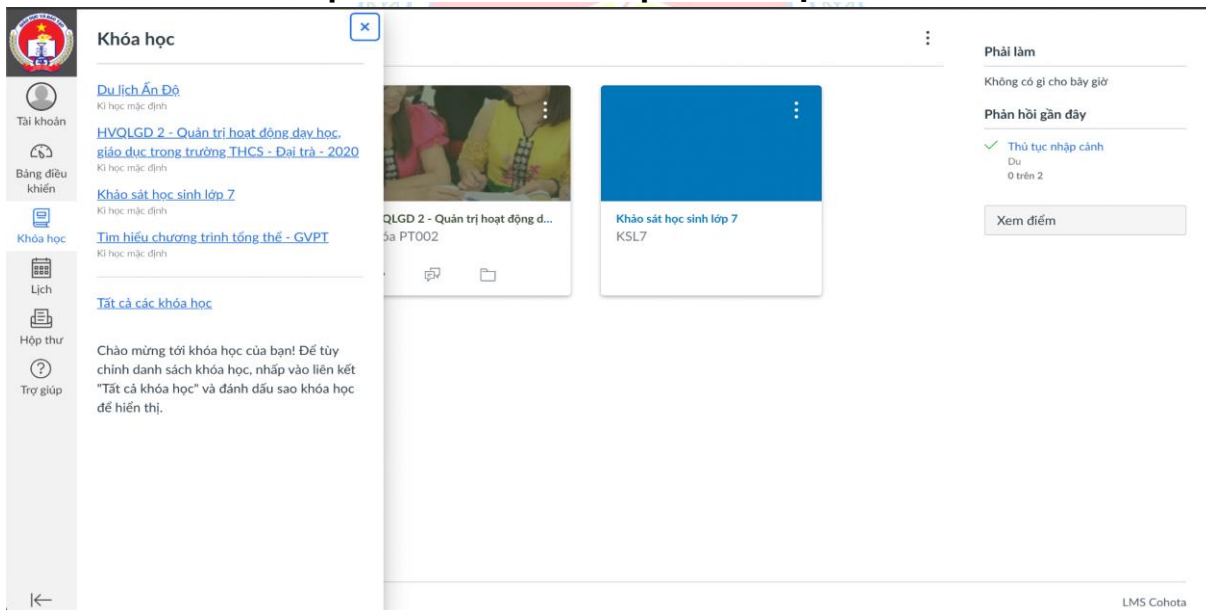 Khóa học
Du lịch Ấn Độ
Kì học mặc định
HVQLGD 2 - Quản trị hoạt động dạy học,
giáo dục trong trường THCS - Đại trà - 2020
Kì học mặc định
Khảo sát học sinh lớp 7
Kì học mặc định
Tìm hiểu chương trình tổng thể - GVPT
Kì học mặc định
Tất cả các khóa học
Chào mừng tới khóa học của bạn! Để tùy
chỉnh danh sách khóa học, nhấp vào liên kết
"Tất cả khóa học" và đánh dấu sao khóa học
để hiển thị.
Tài khoản
Bảng điều
khiển
Khóa học
Lịch
Hộp thư
Trợ giúp
QLGD 2 - Quản trị hoạt động d...
óa PT002
Khảo sát học sinh lớp 7
KSL7
Phải làm
Không có gì cho bây giờ
Phản hồi gần đây
Thủ tục nhập cảnh
Du
0 trên 2
Xem điểm
LMS Cohota